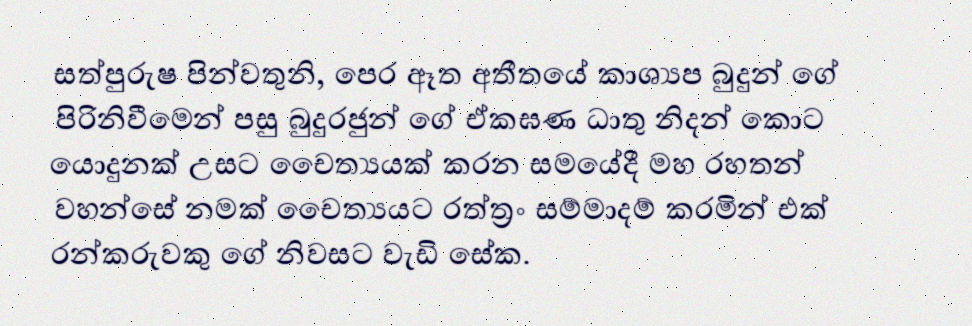 සත්පුරුෂ පින්වතුනි, පෙර ඈත අතීතයේ කාශ්‍යප බුදුන් ගේ
පිරිනිවීමෙන් පසු බුදුරජුන් ගේ ඒකඝණ ධාතු නිදන් කොට
යොදුනක් උසට චෛත්‍යයක් කරන සමයේදී මහ රහතන්
වහන්සේ නමක් චෛත්‍යයට රත්ත්‍රං සම්මාදම් කරමින් එක්
රන්කරුවකු ගේ නිවසට වැඩි සේක.